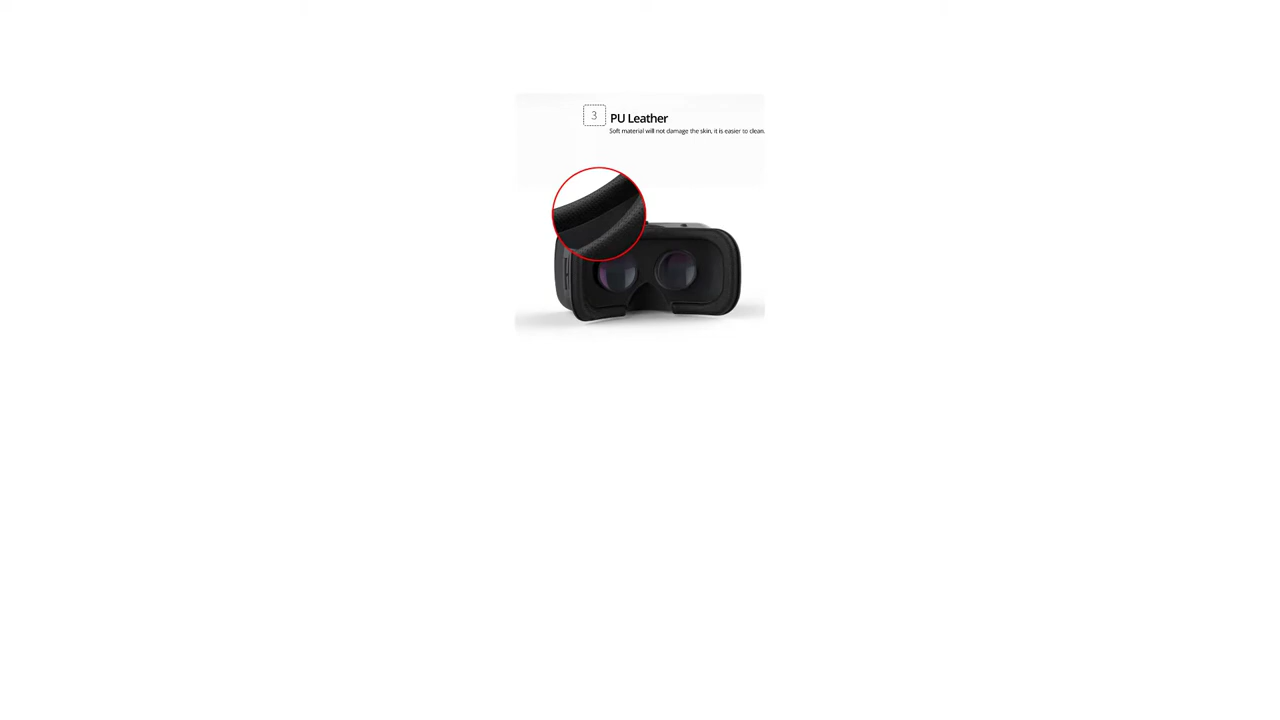 3
PU Leather
Soft material will not damage the skin, it is easier to clean.